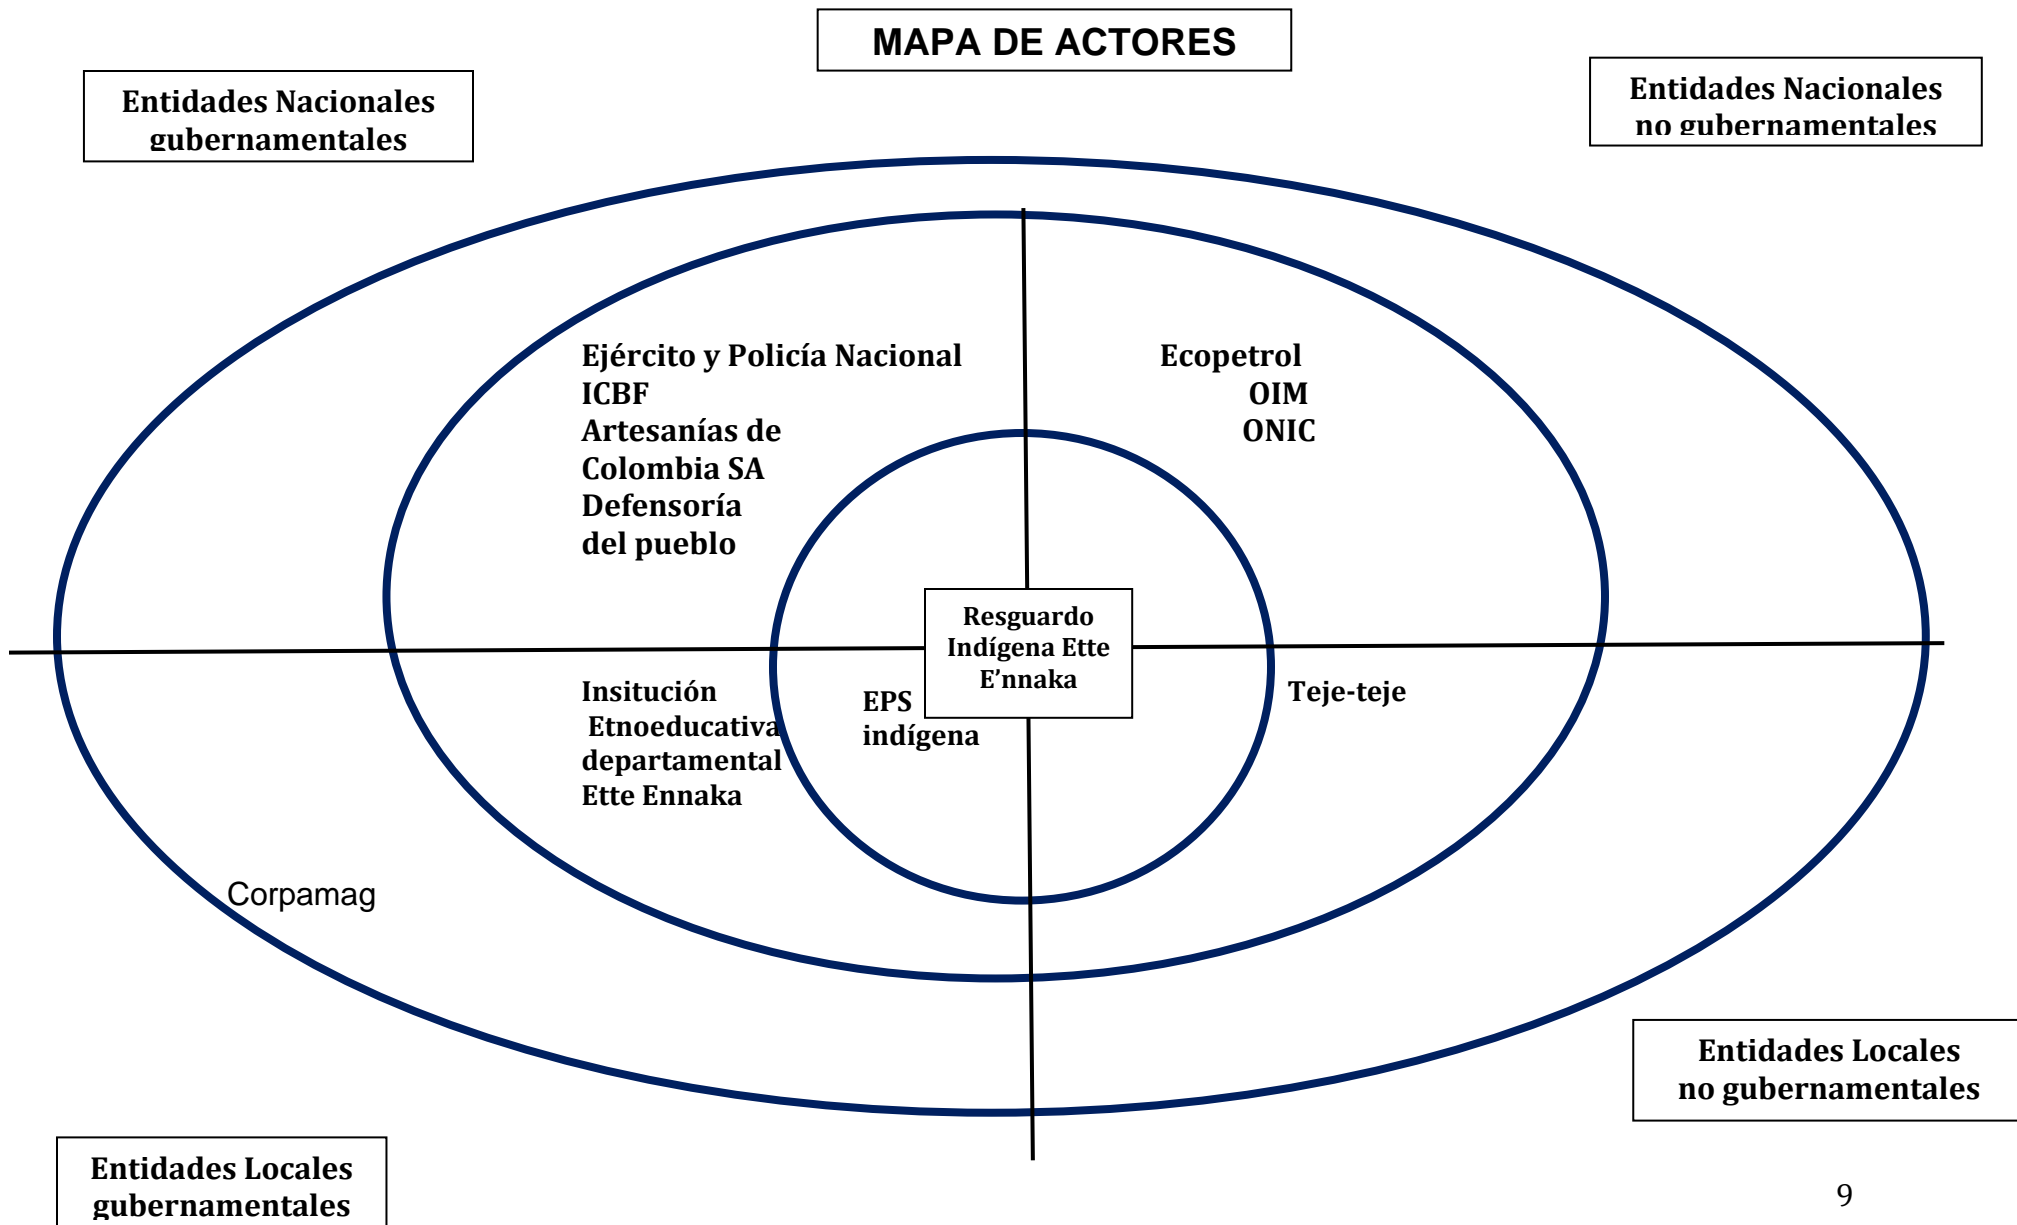 MAPA DE ACTORES
Entidades Nacionales
gubernamentales
Entidades Nacionales
no gubernamentales
Ejército y Policía Nacional
ICBF
Artesanías de
Colombia SA
Defensoría
del pueblo
Ecopetrol
OIM
ONIC
Resguardo
Indígena Ette
E’nnaka
Insitución
Etnoeducativa
departamental
Ette Ennaka
EPS
indígena
Teje-teje
Corpamag
Entidades Locales
no gubernamentales
Entidades Locales
gubernamentales
9